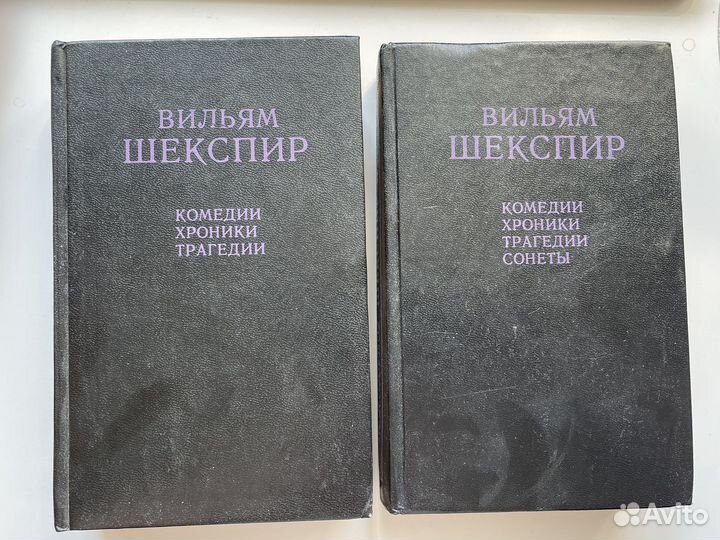 ВИЛЬЯМ
ШЕКСПИР
КОМЕДИИ
ХРОНИКИ
ТРАГЕДИИ
ВИЛЬЯМ
ШЕКСПИР
КОМЕДИИ
ХРОНИКИ
ТРАГЕДИИ
СОНЕТЫ
Avito